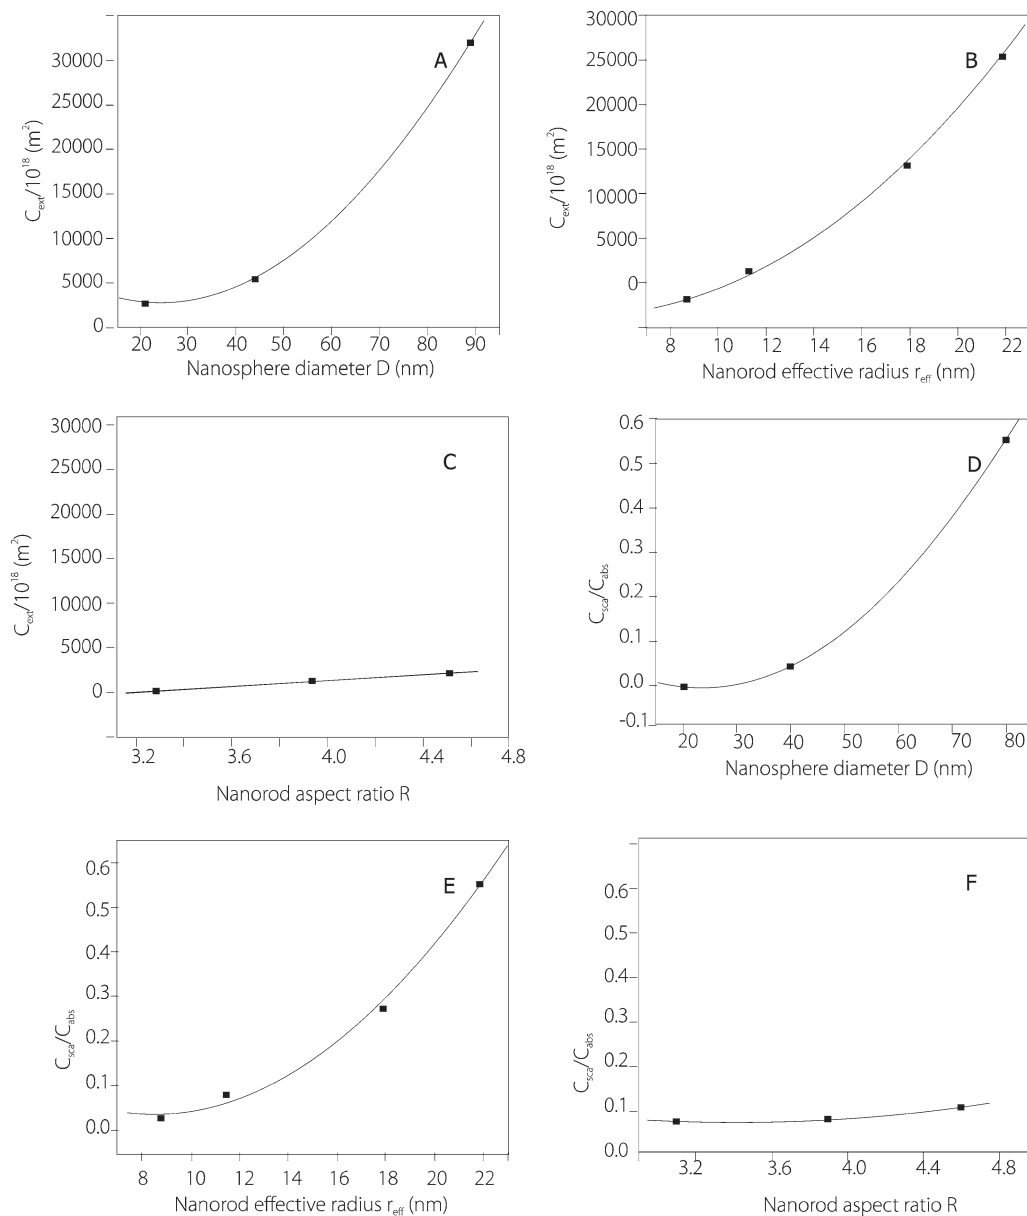 A
C_ext/10^18 (m^2)
30000
25000
20000
15000
10000
5000
0
20 30 40 50 60 70 80 90
Nanosphere diameter D (nm)
B
C_ext/10^18 (m^2)
30000
25000
20000
15000
10000
5000
0
8 10 12 14 16 18 20 22
Nanorod effective radius r_eff (nm)
C
C_ext/10^18 (m^2)
30000
25000
20000
15000
10000
5000
0
3.2 3.6 4.0 4.4 4.8
Nanorod aspect ratio R
D
C_sca/C_abs
0.6
0.5
0.4
0.3
0.2
0.1
0.0
-0.1
20 30 40 50 60 70 80
Nanosphere diameter D (nm)
E
C_sca/C_abs
0.6
0.5
0.4
0.3
0.2
0.1
0.0
8 10 12 14 16 18 20 22
Nanorod effective radius r_eff (nm)
F
C_sca/C_abs
0.6
0.5
0.4
0.3
0.2
0.1
0.0
3.2 3.6 4.0 4.4 4.8
Nanorod aspect ratio R